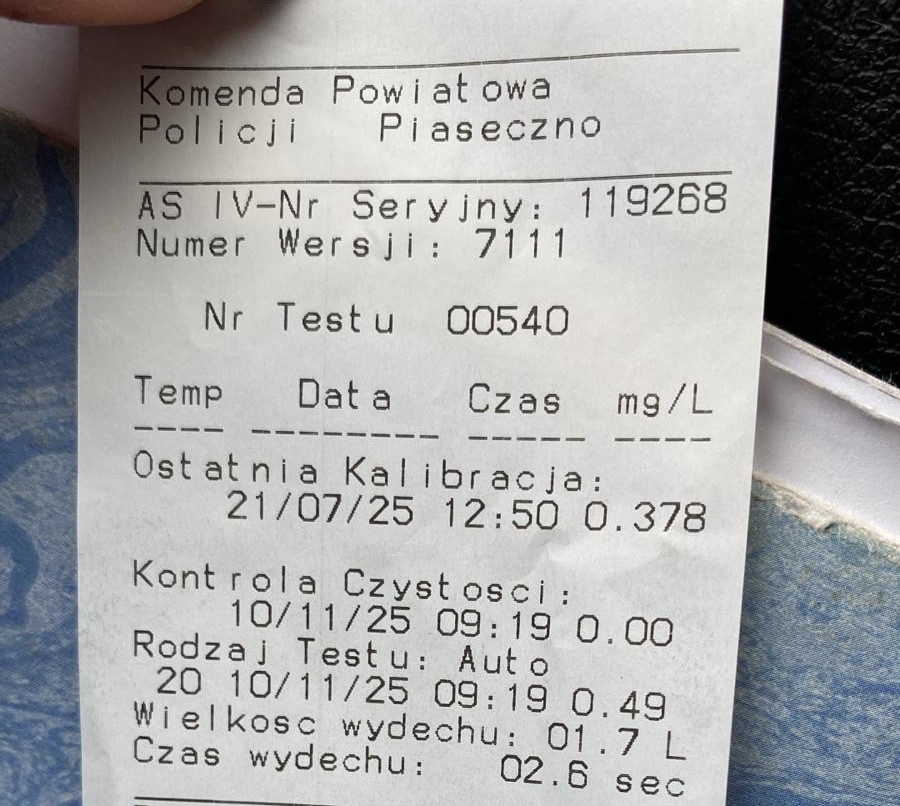 Komenda Powiatowa
Policji Piaseczno
AS IV-Nr Seryjny: 119268
Numer Wersji: 7111
Nr Testu 00540
Temp Data Czas mg/L
---- -------- ----- ----
Ostatnia Kalibracja:
21/07/25 12:50 0.378
Kontrola Czystosci:
10/11/25 09:19 0.00
Rodzaj Testu: Auto
20 10/11/25 09:19 0.49
Wielkosc wydechu: 01.7 L
Czas wydechu: 02.6 sec